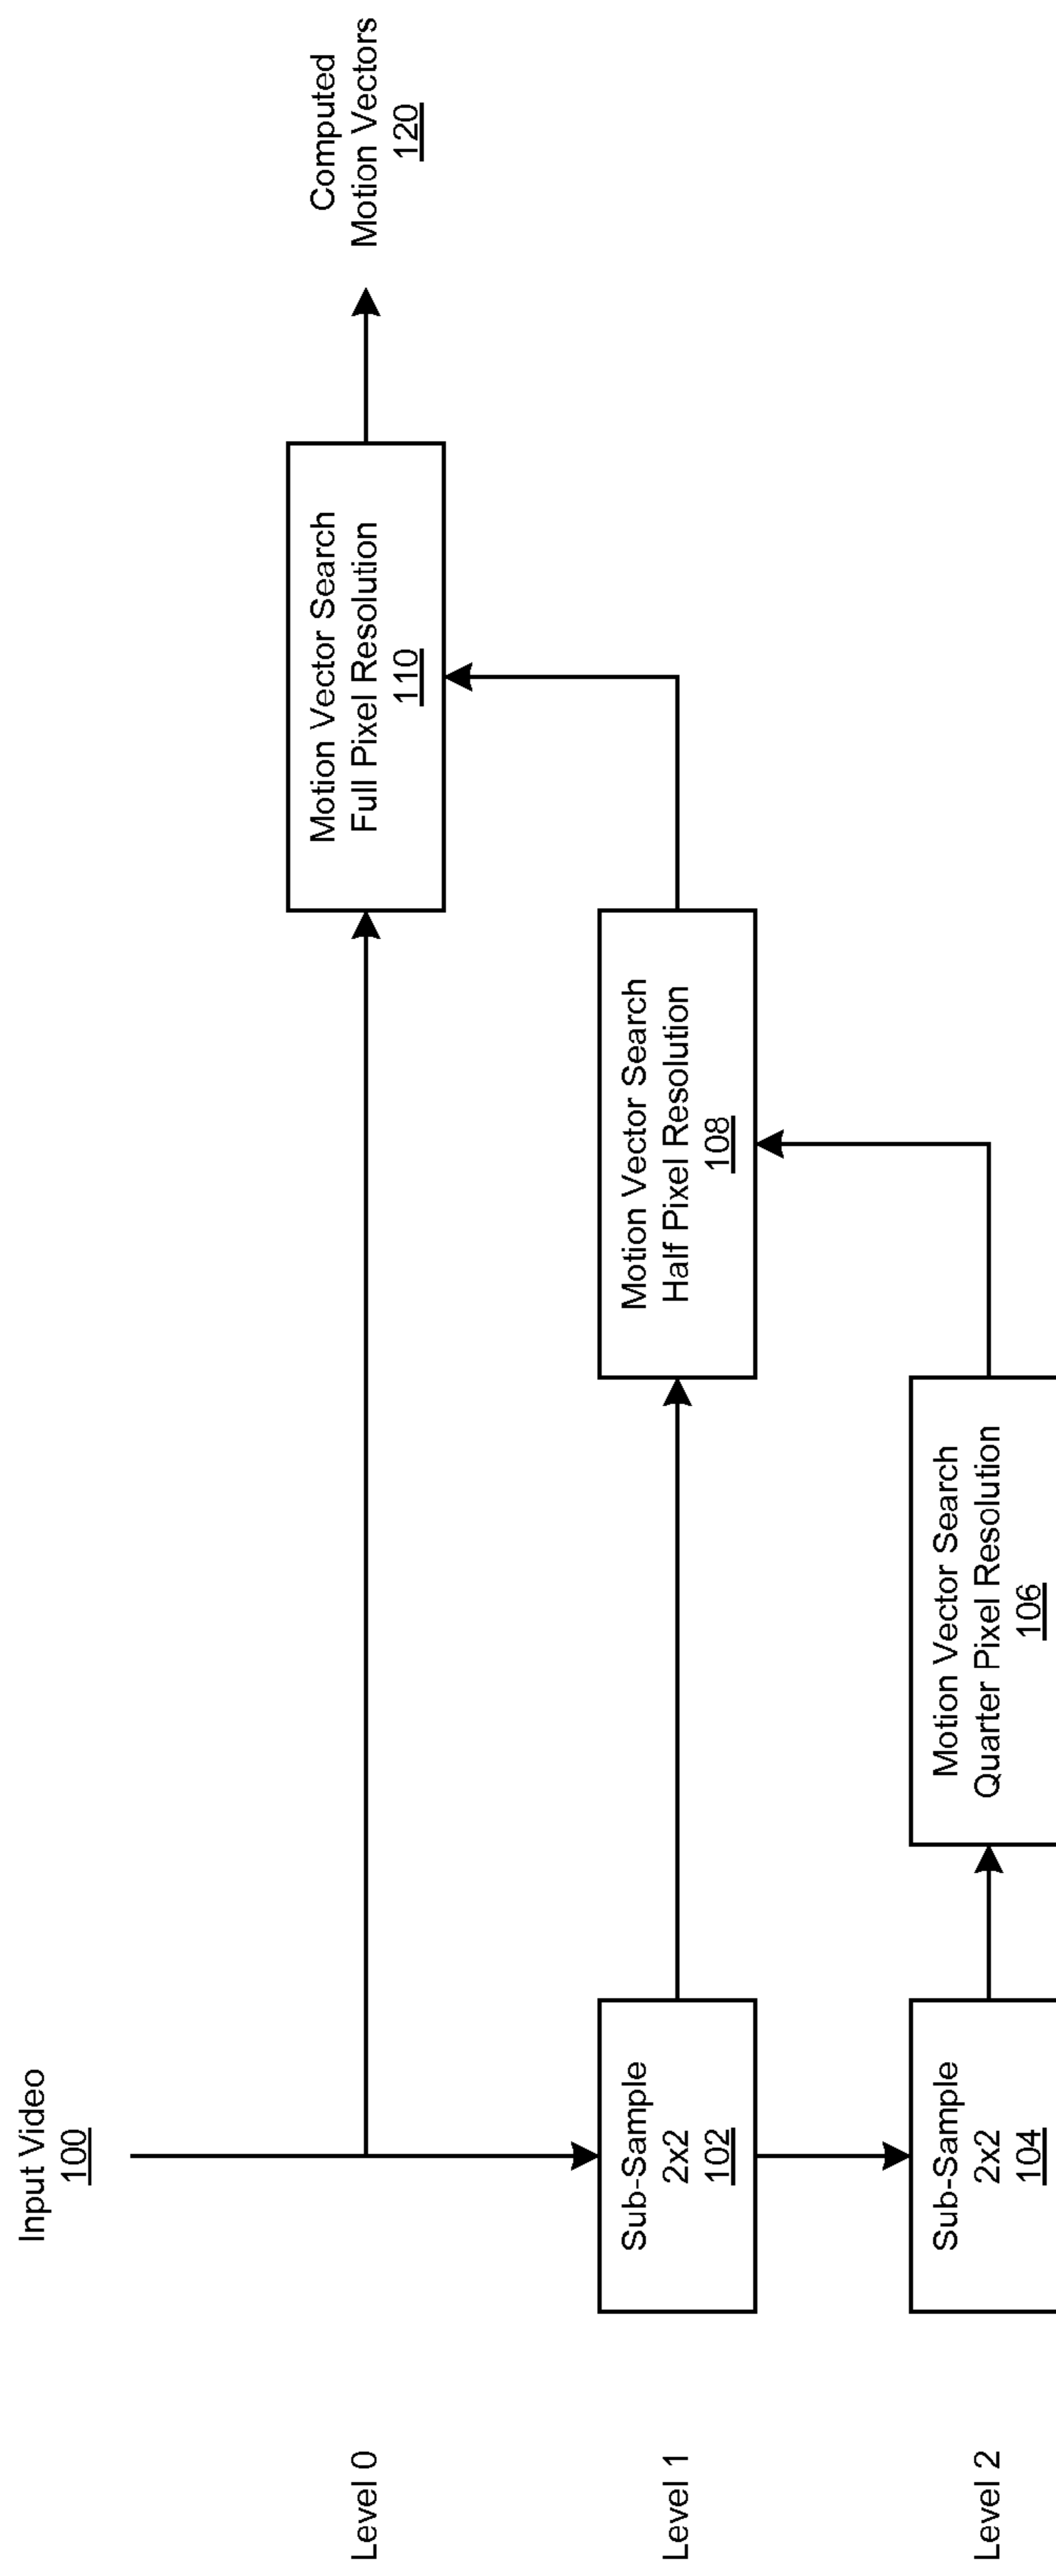 Input Video
100
Computed
Motion Vectors
120
Level 0
Motion Vector Search
Full Pixel Resolution
110
Level 1
Sub-Sample
2x2
102
Motion Vector Search
Half Pixel Resolution
108
Level 2
Sub-Sample
2x2
104
Motion Vector Search
Quarter Pixel Resolution
106